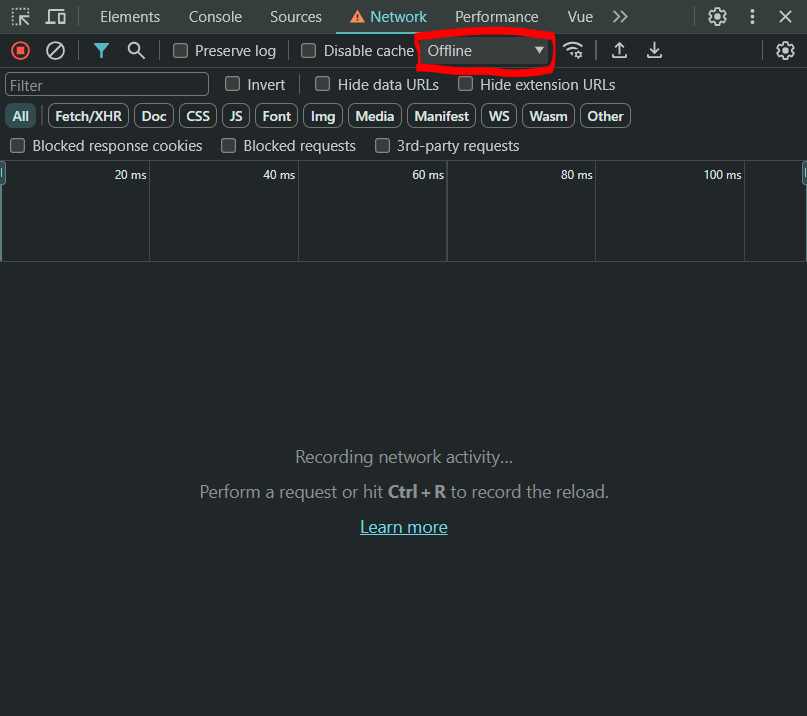 Elements Console Sources Network Performance Vue
Preserve log Disable cache Offline
Filter Invert Hide data URLs Hide extension URLs
All Fetch/XHR Doc CSS JS Font Img Media Manifest WS Wasm Other
Blocked response cookies Blocked requests 3rd-party requests
20 ms 40 ms 60 ms 80 ms 100 ms
Recording network activity...
Perform a request or hit Ctrl + R to record the reload.
Learn more